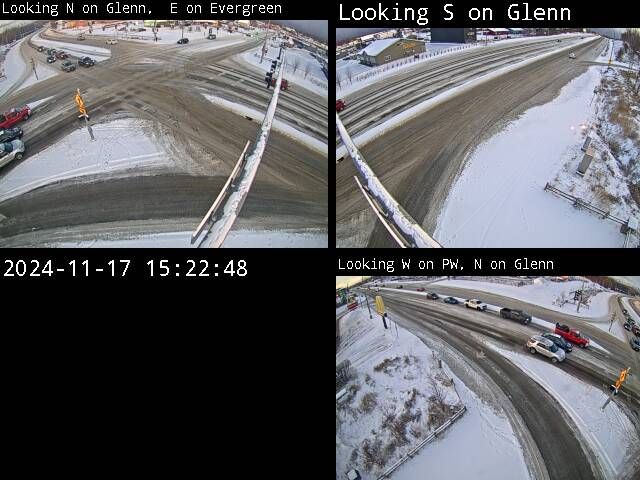 Looking N on Glenn,  E on Evergreen
Looking S on Glenn
2024-11-17 15:22:48
Looking W on PW, N on Glenn